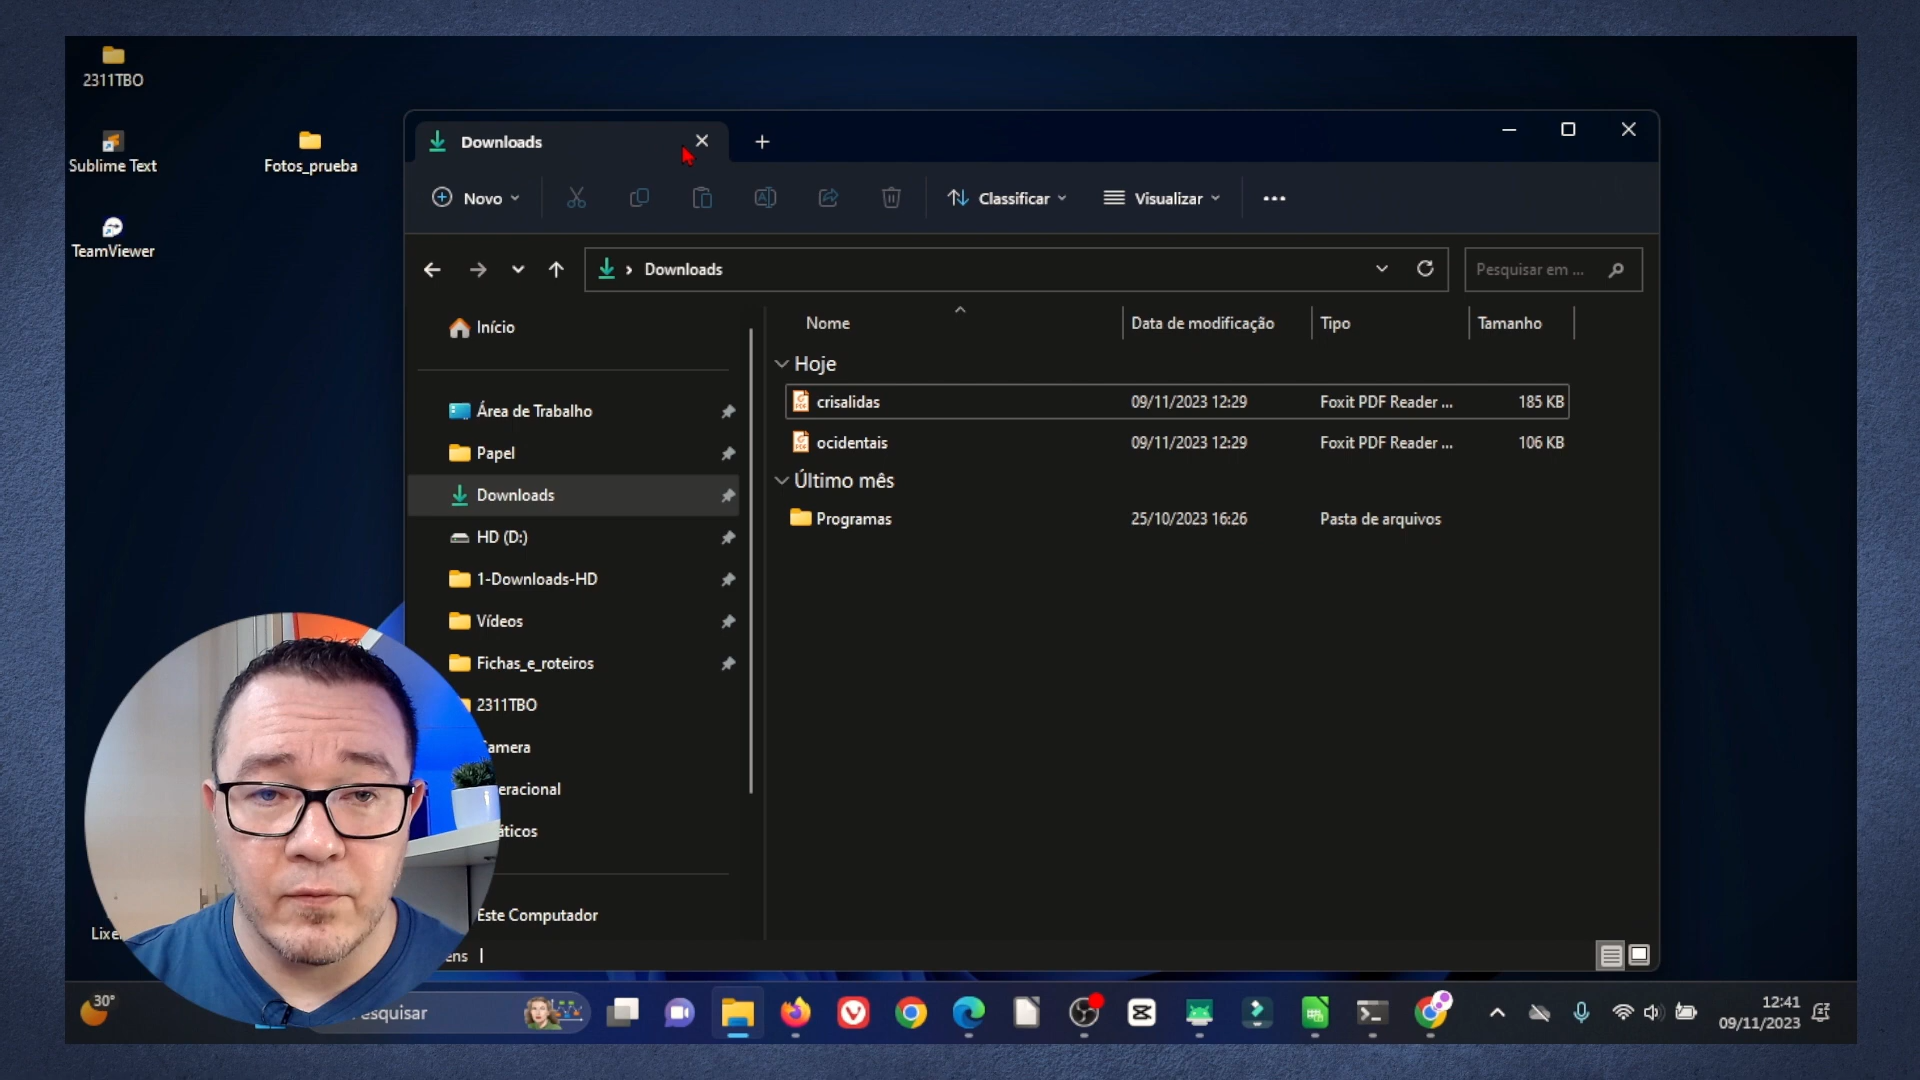 2311TBO
Sublime Text
Fotos_prueba
TeamViewer
Downloads
Novo
Classificar
Visualizar
Downloads
Pesquisar em ...
Nome
Data de modificação
Tipo
Tamanho
Início
Área de Trabalho
Papel
Downloads
HD (D:)
1-Downloads-HD
Vídeos
Fichas_e_roteiros
2311TBO
amera
eracional
áticos
Este Computador
Hoje
crisalidas 09/11/2023 12:29 Foxit PDF Reader ... 185 KB
ocidentais 09/11/2023 12:29 Foxit PDF Reader ... 106 KB
Último mês
Programas 25/10/2023 16:26 Pasta de arquivos
Lixe
ens
30°
esquisar
12:41
09/11/2023